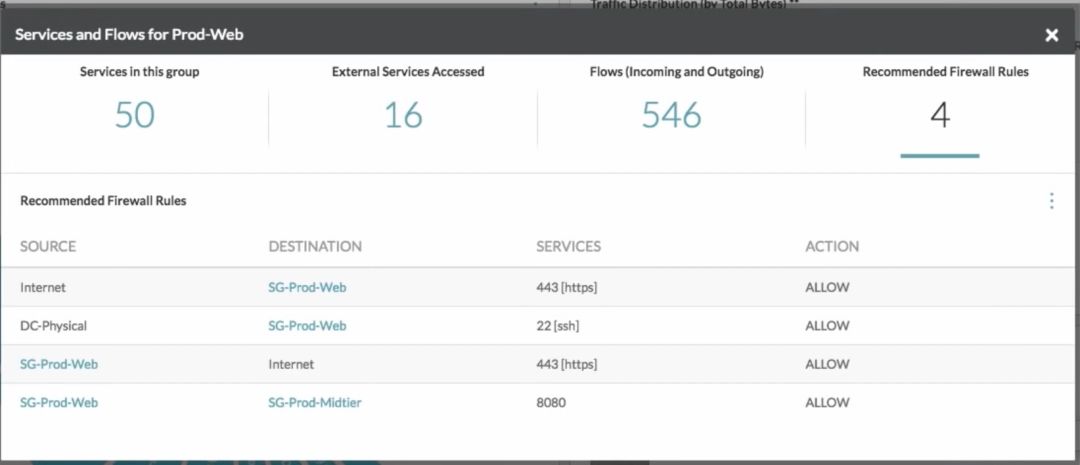 Traffic Distribution (by Total Bytes)
Services and Flows for Prod-Web
Services in this group External Services Accessed Flows (Incoming and Outgoing) Recommended Firewall Rules
50 16 546 4
Recommended Firewall Rules
SOURCE DESTINATION SERVICES ACTION
Internet SG-Prod-Web 443 [https] ALLOW
DC-Physical SG-Prod-Web 22 [ssh] ALLOW
SG-Prod-Web Internet 443 [https] ALLOW
SG-Prod-Web SG-Prod-Midtier 8080 ALLOW